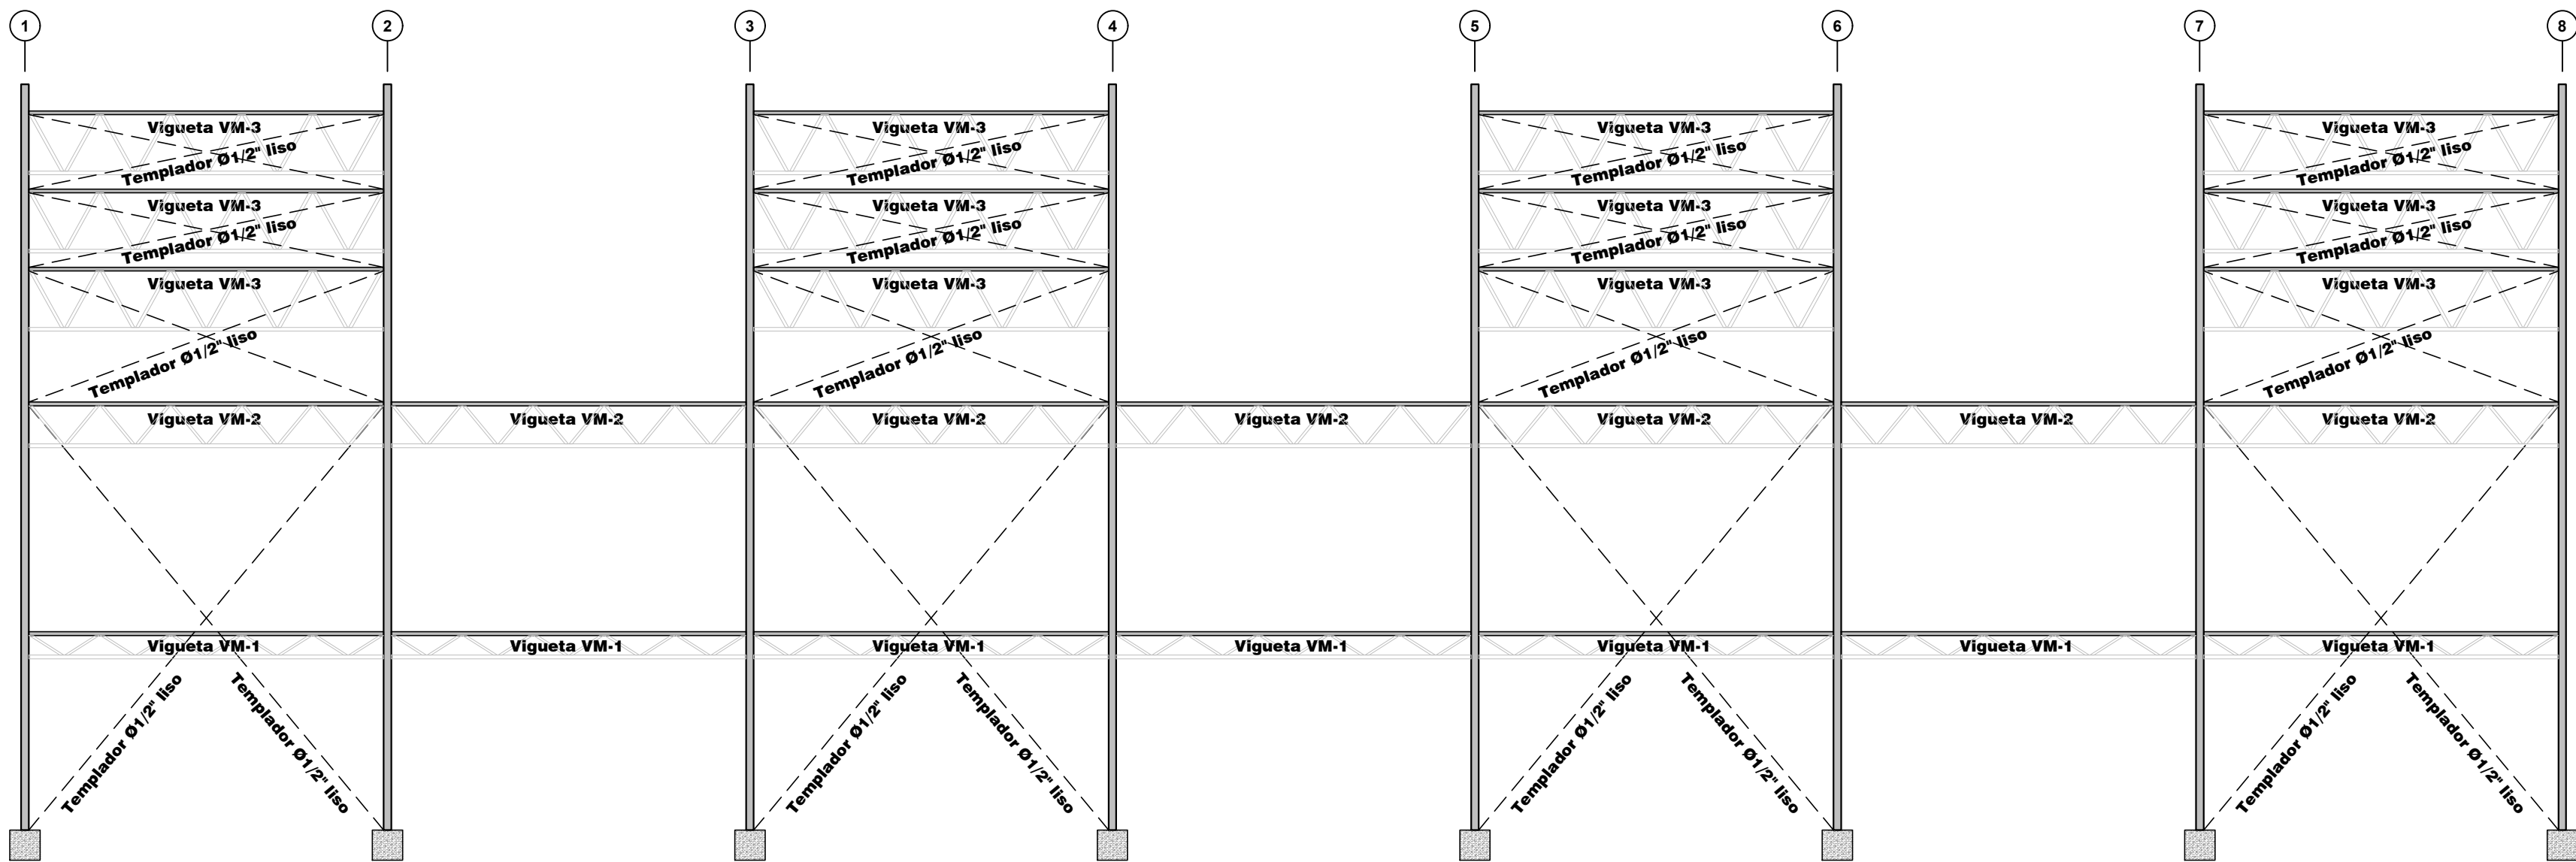 1
2
3
4
5
6
7
8
Vigueta VM-3
Vigueta VM-3
Vigueta VM-3
Vigueta VM-3
Templador Ø1/2" liso
Templador Ø1/2" liso
Templador Ø1/2" liso
Templador Ø1/2" liso
Vigueta VM-3
Vigueta VM-3
Vigueta VM-3
Vigueta VM-3
Templador Ø1/2" liso
Templador Ø1/2" liso
Templador Ø1/2" liso
Templador Ø1/2" liso
Vigueta VM-3
Vigueta VM-3
Vigueta VM-3
Vigueta VM-3
Templador Ø1/2" liso
Templador Ø1/2" liso
Templador Ø1/2" liso
Templador Ø1/2" liso
Vigueta VM-2
Vigueta VM-2
Vigueta VM-2
Vigueta VM-2
Vigueta VM-2
Vigueta VM-2
Vigueta VM-2
Vigueta VM-1
Vigueta VM-1
Vigueta VM-1
Vigueta VM-1
Vigueta VM-1
Vigueta VM-1
Vigueta VM-1
Templador Ø1/2" liso
Templador Ø1/2" liso
Templador Ø1/2" liso
Templador Ø1/2" liso
Templador Ø1/2" liso
Templador Ø1/2" liso
Templador Ø1/2" liso
Templador Ø1/2" liso